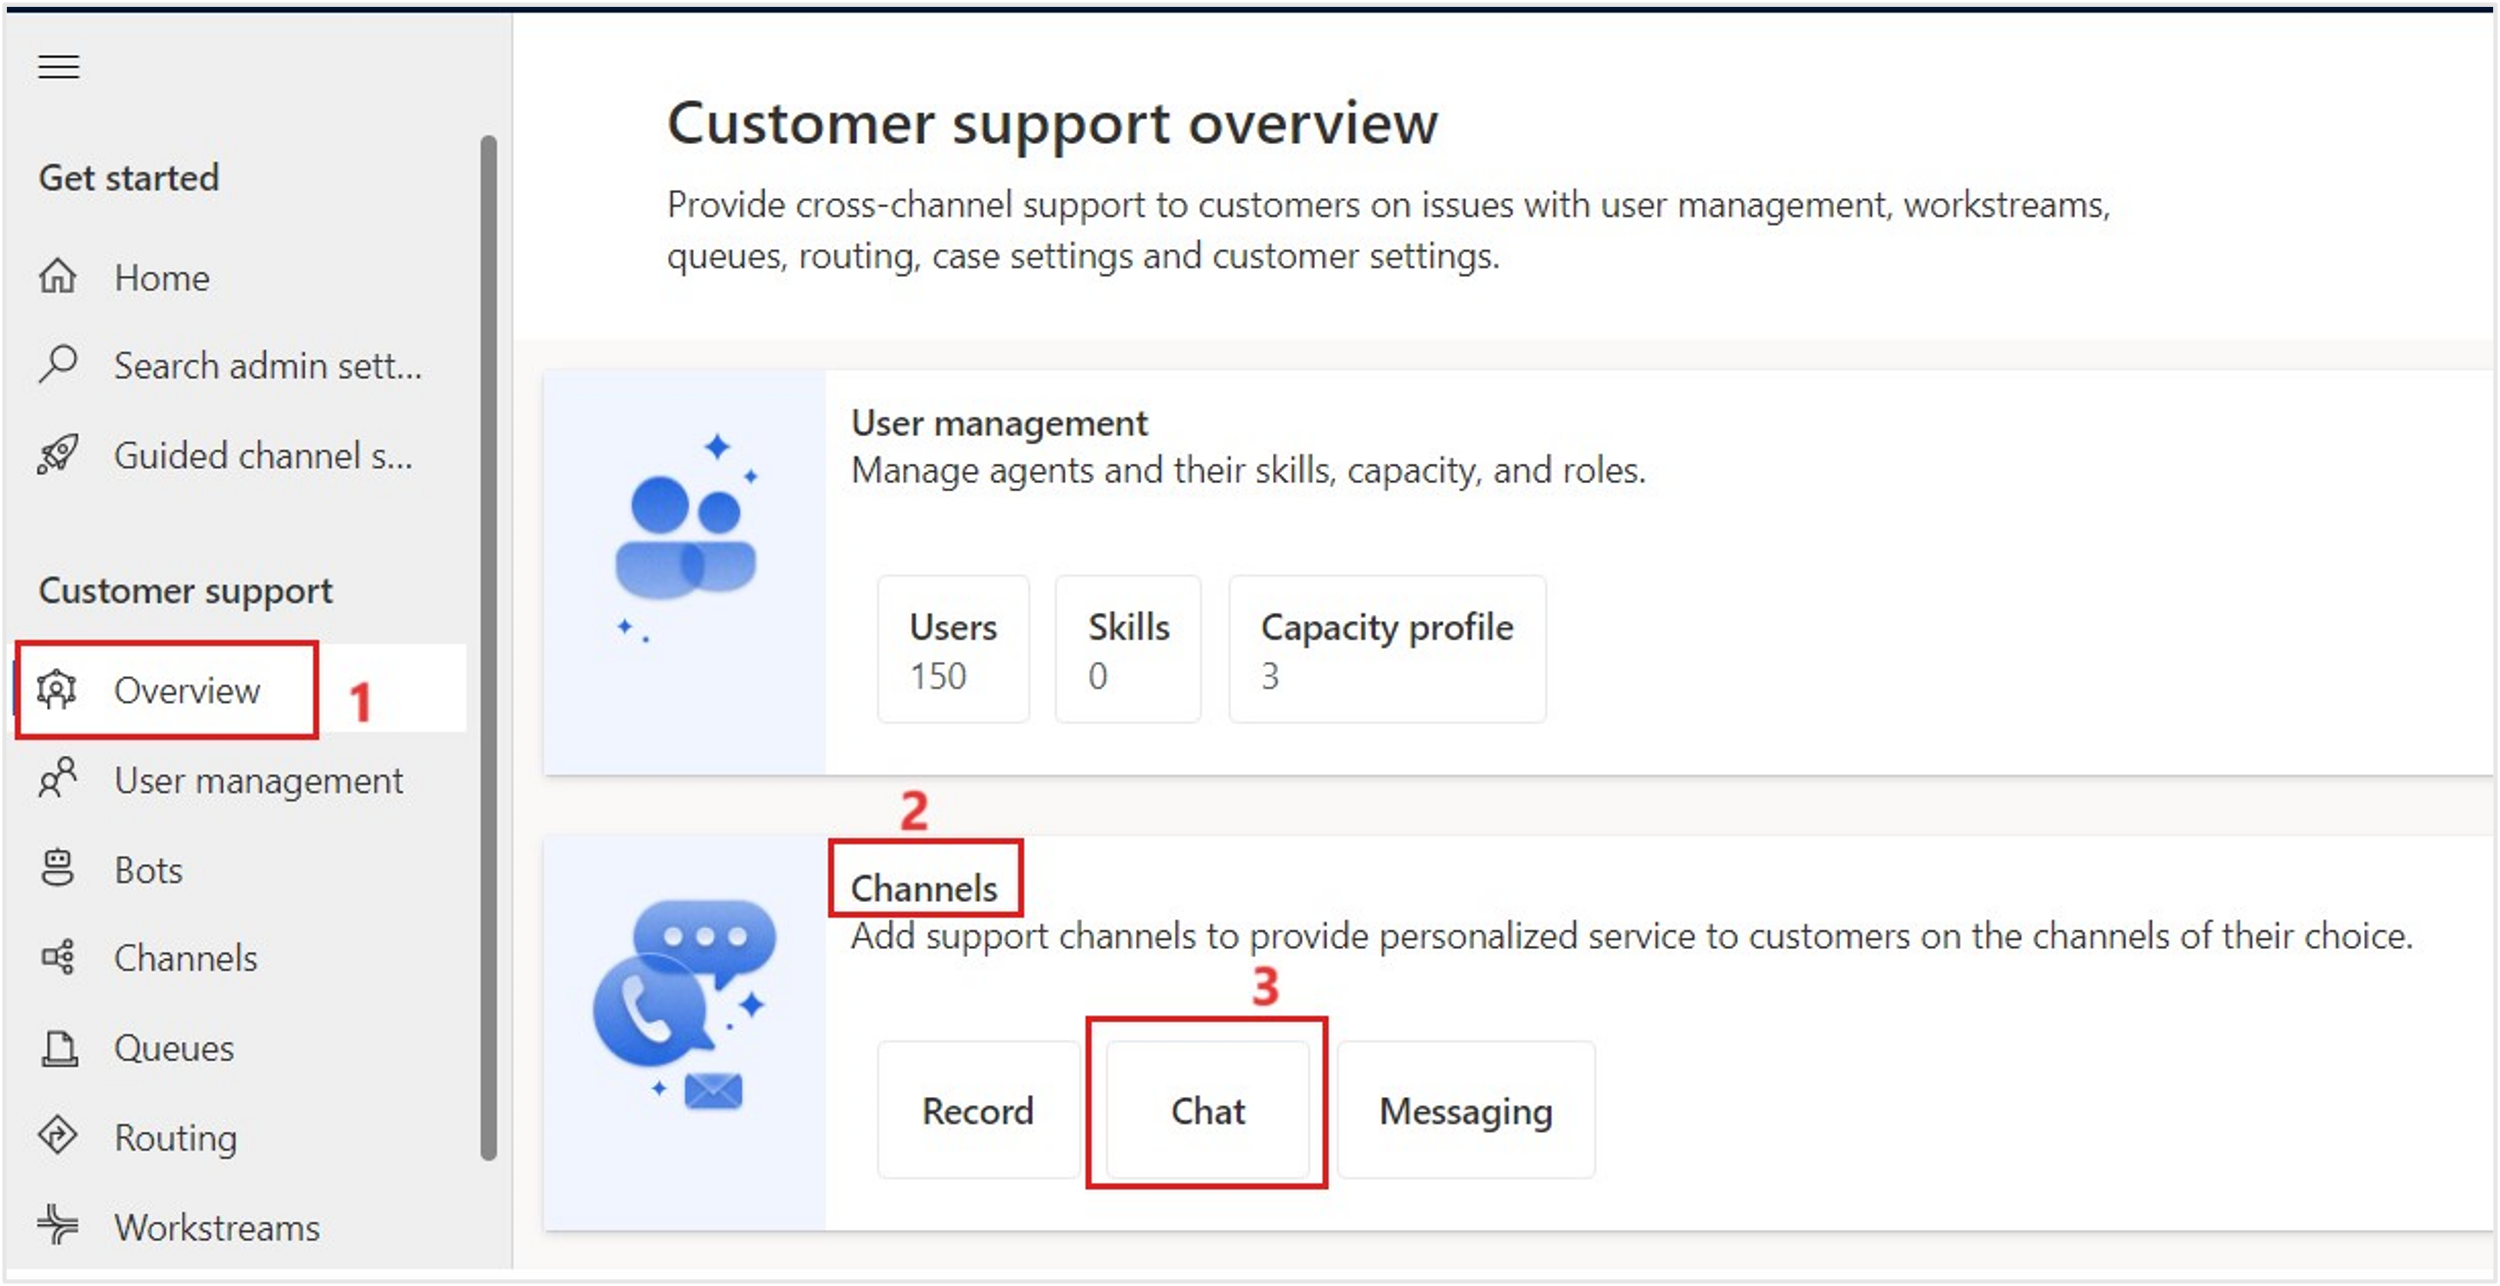 Get started
Home
Search admin sett...
Guided channel s...
Customer support
Overview
1
User management
Bots
Channels
Queues
Routing
Workstreams
Customer support overview
Provide cross-channel support to customers on issues with user management, workstreams,
queues, routing, case settings and customer settings.
User management
Manage agents and their skills, capacity, and roles.
Users
150
Skills
0
Capacity profile
3
2
Channels
Add support channels to provide personalized service to customers on the channels of their choice.
3
Record
Chat
Messaging